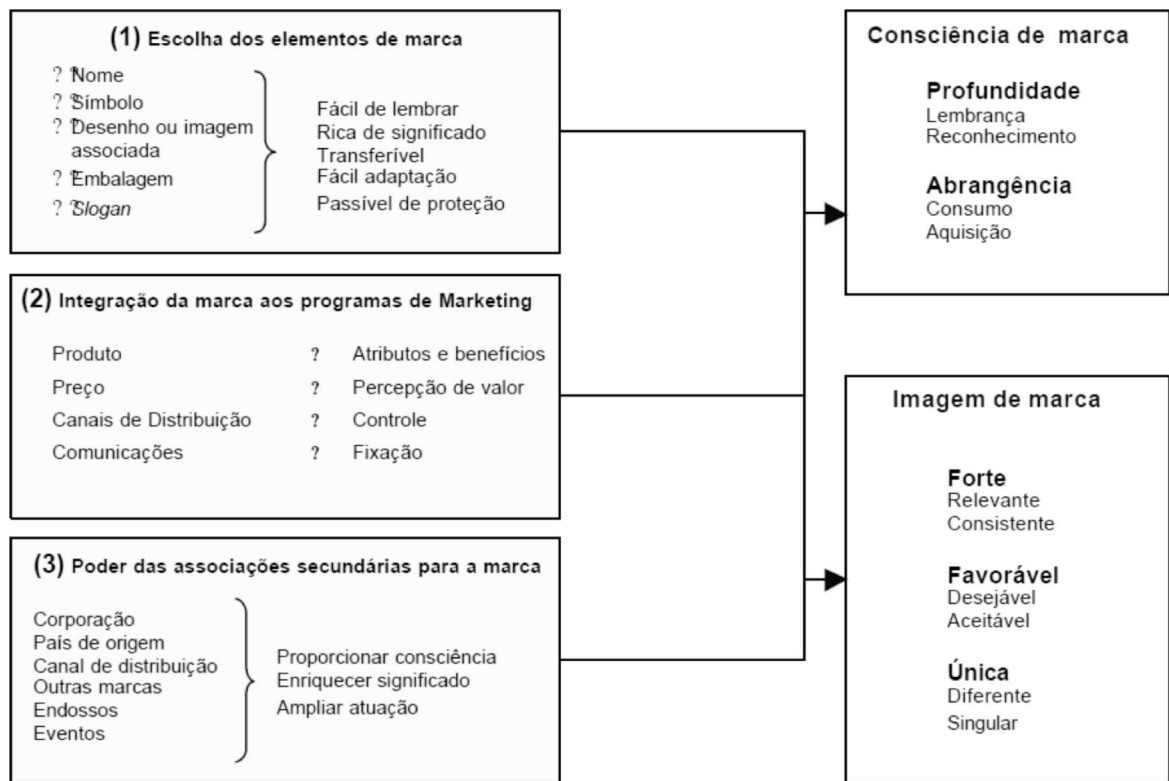 (1) Escolha dos elementos de marca
? ? Nome
? ? Símbolo
? ? Desenho ou imagem
associada
? ? Embalagem
? ? Slogan
Fácil de lembrar
Rica de significado
Transferível
Fácil adaptação
Passível de proteção
(2) Integração da marca aos programas de Marketing
Produto ? Atributos e benefícios
Preço ? Percepção de valor
Canais de Distribuição ? Controle
Comunicações ? Fixação
(3) Poder das associações secundárias para a marca
Corporação
País de origem
Canal de distribuição
Outras marcas
Endossos
Eventos
Proporcionar consciência
Enriquecer significado
Ampliar atuação
Consciência de marca
Profundidade
Lembrança
Reconhecimento
Abrangência
Consumo
Aquisição
Imagem de marca
Forte
Relevante
Consistente
Favorável
Desejável
Aceitável
Única
Diferente
Singular